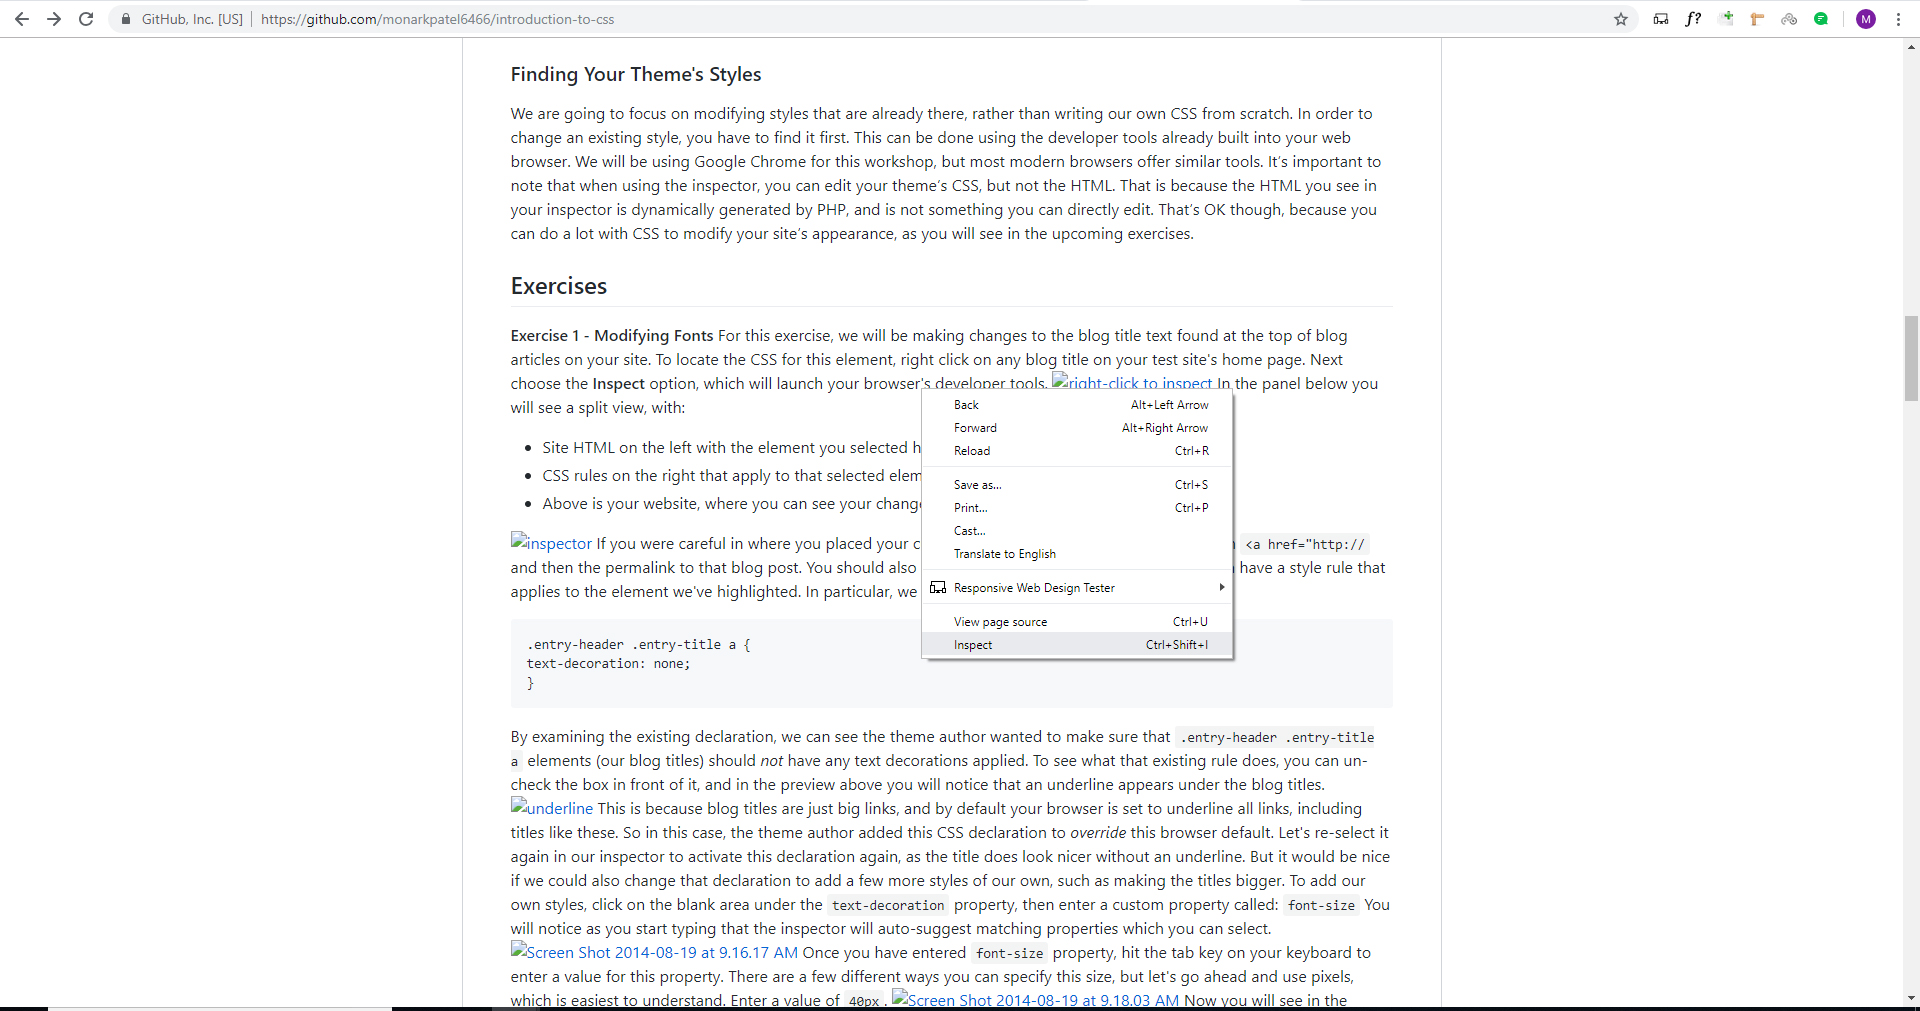 GitHub, Inc. [US] | https://github.com/monarkpatel6466/introduction-to-css
f?
M
Finding Your Theme's Styles
We are going to focus on modifying styles that are already there, rather than writing our own CSS from scratch. In order to
change an existing style, you have to find it first. This can be done using the developer tools already built into your web
browser. We will be using Google Chrome for this workshop, but most modern browsers offer similar tools. It’s important to
note that when using the inspector, you can edit your theme’s CSS, but not the HTML. That is because the HTML you see in
your inspector is dynamically generated by PHP, and is not something you can directly edit. That’s OK though, because you
can do a lot with CSS to modify your site’s appearance, as you will see in the upcoming exercises.
Exercises
Exercise 1 - Modifying Fonts For this exercise, we will be making changes to the blog title text found at the top of blog
articles on your site. To locate the CSS for this element, right click on any blog title on your test site's home page. Next
choose the Inspect option, which will launch your browser's developer tools. right-click to inspect In the panel below you
will see a split view, with:
Site HTML on the left with the element you selected h
CSS rules on the right that apply to that selected elem
Above is your website, where you can see your chang
Back Alt+Left Arrow
Forward Alt+Right Arrow
Reload Ctrl+R
Save as... Ctrl+S
Print... Ctrl+P
Cast...
Translate to English
Responsive Web Design Tester
View page source Ctrl+U
Inspect Ctrl+Shift+I
inspector If you were careful in where you placed your c <a href="http://
and then the permalink to that blog post. You should also have a style rule that
applies to the element we've highlighted. In particular, we
.entry-header .entry-title a {
text-decoration: none;
}
By examining the existing declaration, we can see the theme author wanted to make sure that .entry-header .entry-title
a elements (our blog titles) should not have any text decorations applied. To see what that existing rule does, you can un-
check the box in front of it, and in the preview above you will notice that an underline appears under the blog titles.
underline This is because blog titles are just big links, and by default your browser is set to underline all links, including
titles like these. So in this case, the theme author added this CSS declaration to override this browser default. Let's re-select it
again in our inspector to activate this declaration again, as the title does look nicer without an underline. But it would be nice
if we could also change that declaration to add a few more styles of our own, such as making the titles bigger. To add our
own styles, click on the blank area under the text-decoration property, then enter a custom property called: font-size You
will notice as you start typing that the inspector will auto-suggest matching properties which you can select.
Screen Shot 2014-08-19 at 9.16.17 AM Once you have entered font-size property, hit the tab key on your keyboard to
enter a value for this property. There are a few different ways you can specify this size, but let's go ahead and use pixels,
which is easiest to understand. Enter a value of 40px . Screen Shot 2014-08-19 at 9.18.03 AM Now you will see in the